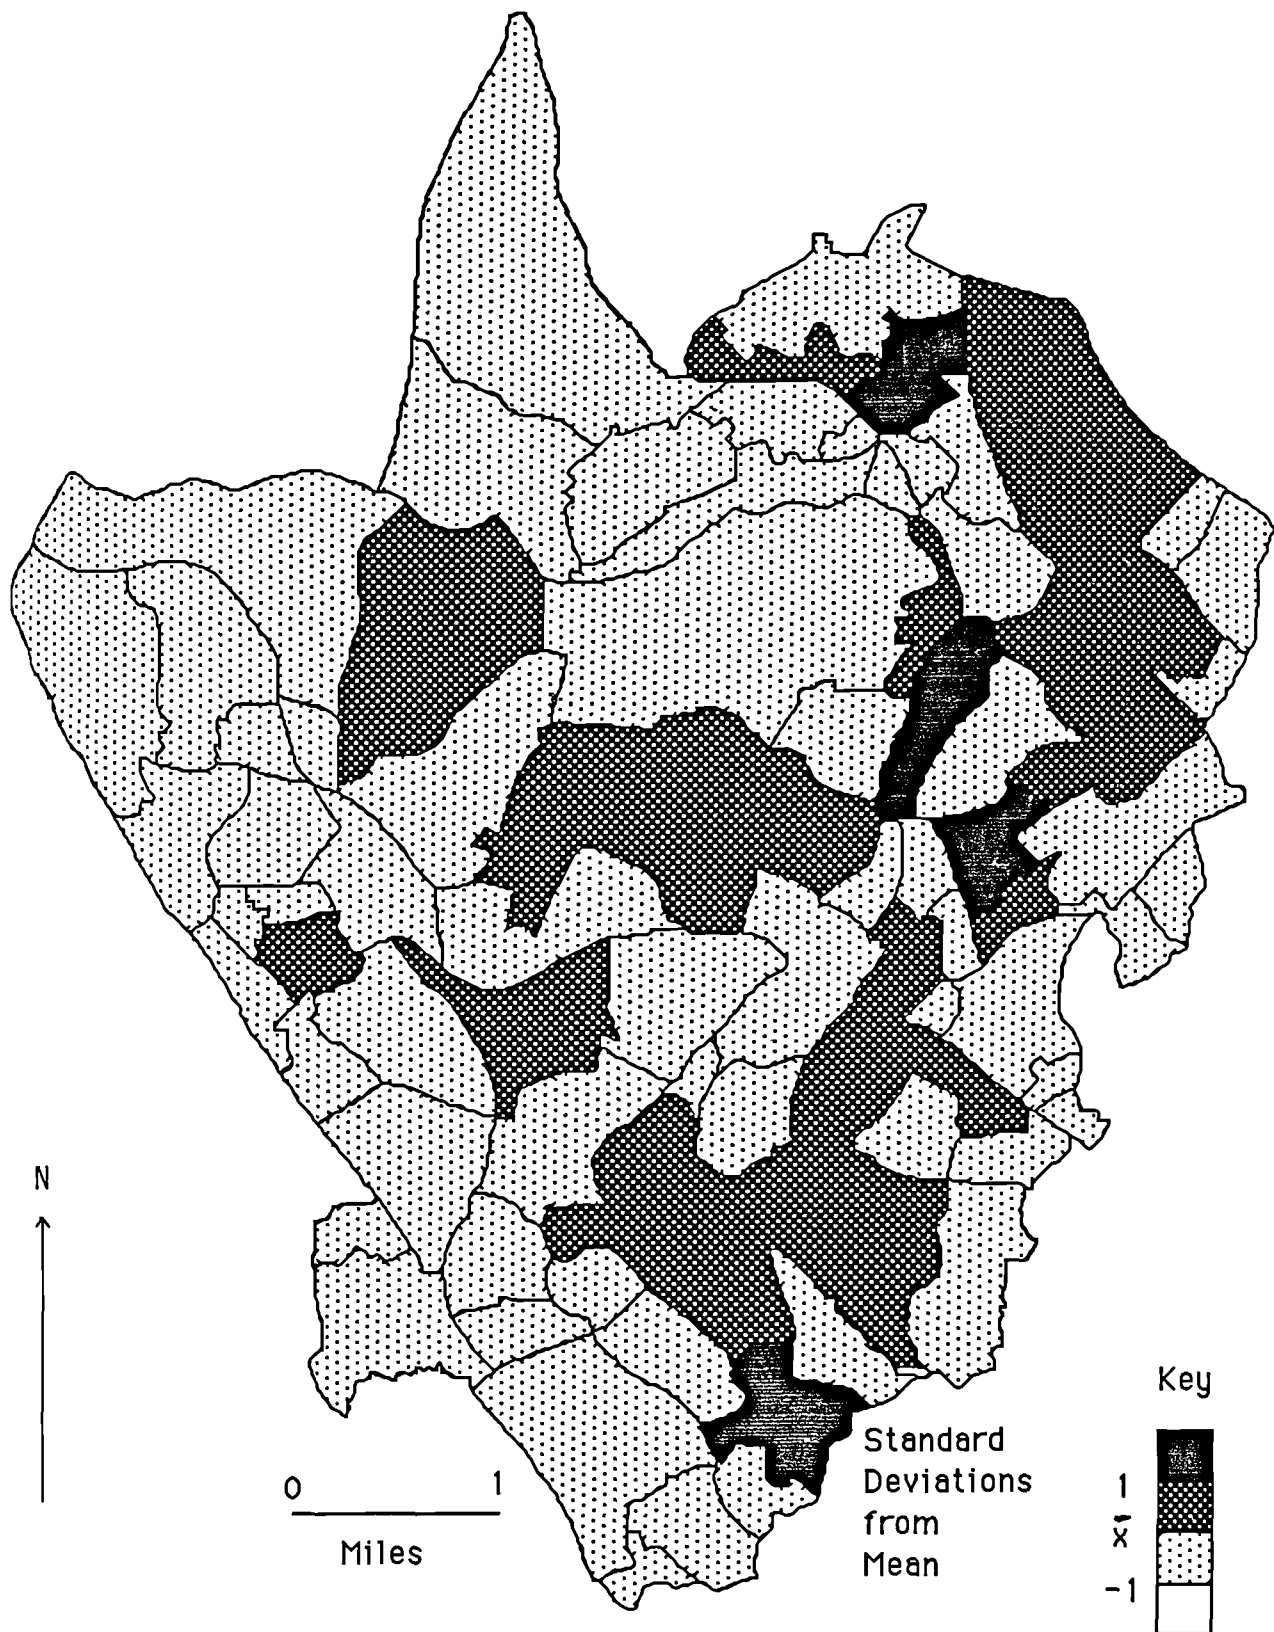 N
0 1
Miles
Standard
Deviations
from
Mean
Key
1
x̄
-1